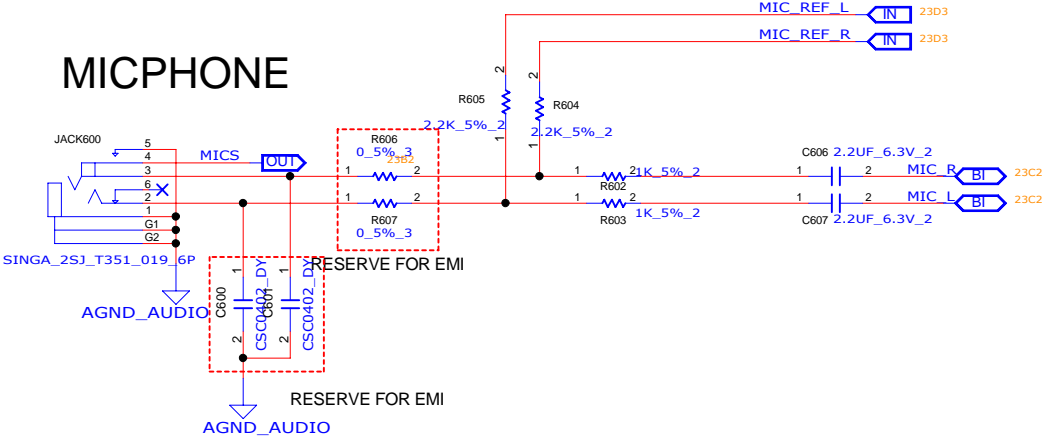 MIC_REF_L IN 23D3
MIC_REF_R IN 23D3
MICPHONE
2 2
R605 R604
2.2K_5%_2 2.2K_5%_2
1 1
JACK600
5
4 MICS OUT 23B2
3
6
2
1
G1
G2
SINGA_2SJ_T351_019_6P
AGND_AUDIO
R606
0_5%_3
1 2
1 2
R607
0_5%_3
RESERVE FOR EMI
1 2 1K_5%_2
R602
1 2
R603 1K_5%_2
C606 2.2UF_6.3V_2
1 2 MIC_R BI 23C2
1 2 MIC_L BI 23C2
C607 2.2UF_6.3V_2
1 1
C600 CSC0402_DY
C601 CSC0402_DY
2 2
RESERVE FOR EMI
AGND_AUDIO